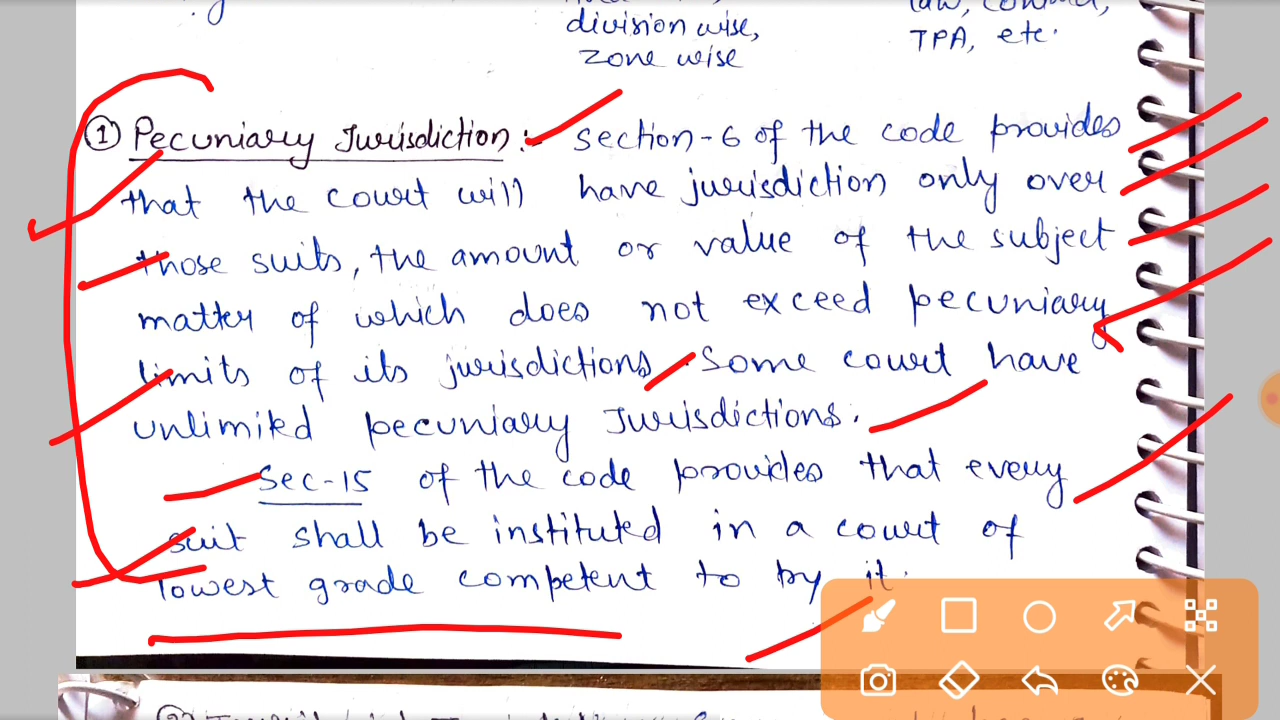 division wise,
zone wise
TPA, etc.
① Pecuniary Jurisdiction:- section-6 of the code provides
that the court will have jurisdiction only over
those suits, the amount or value of the subject
matter of which does not exceed pecuniary
limits of its jurisdictions. Some court have
unlimited pecuniary Jurisdictions.
Sec-15 of the code provides that every
suit shall be instituted in a court of
lowest grade competent to try it.